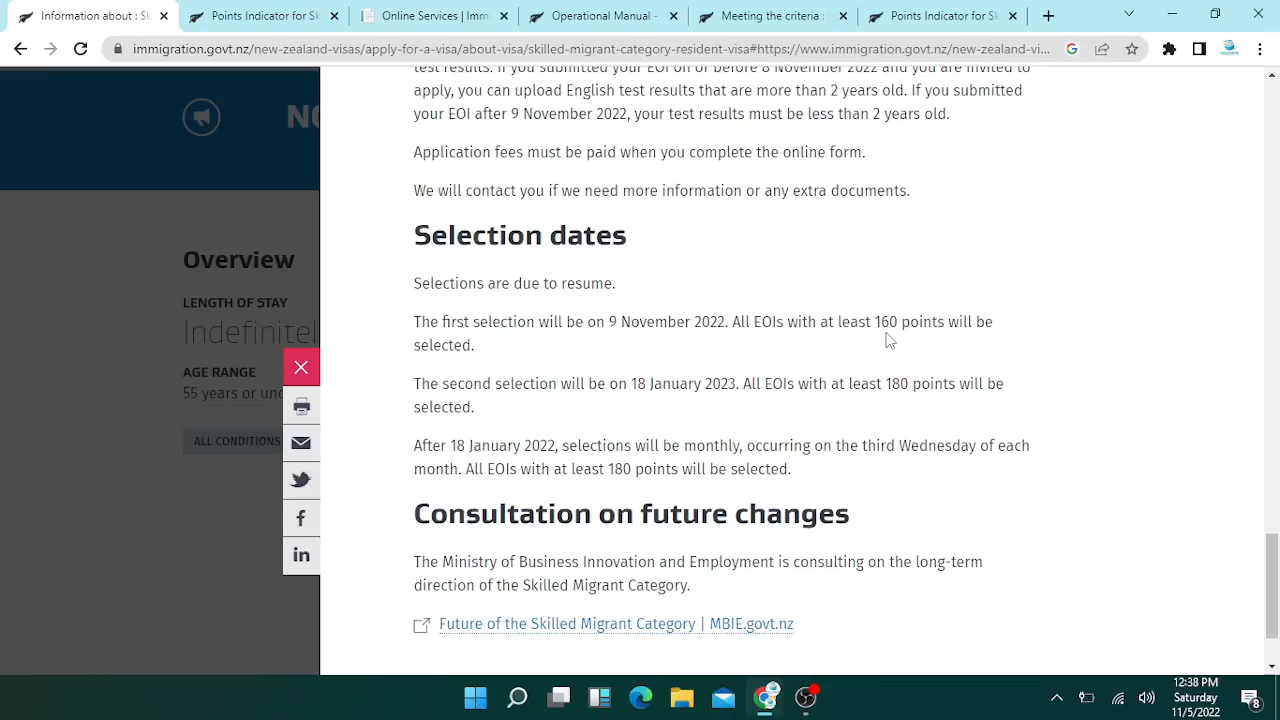 Information about : Sk
Points Indicator for Sk
Online Services | Imm
Operational Manual -
Meeting the criteria : S
Points Indicator for Sk
immigration.govt.nz/new-zealand-visas/apply-for-a-visa/about-visa/skilled-migrant-category-resident-visa#https://www.immigration.govt.nz/new-zealand-vi...
test results. If you submitted your EOI on or before 8 November 2022 and you are invited to
apply, you can upload English test results that are more than 2 years old. If you submitted
your EOI after 9 November 2022, your test results must be less than 2 years old.
Application fees must be paid when you complete the online form.
We will contact you if we need more information or any extra documents.
Selection dates
Selections are due to resume.
The first selection will be on 9 November 2022. All EOIs with at least 160 points will be
selected.
The second selection will be on 18 January 2023. All EOIs with at least 180 points will be
selected.
After 18 January 2022, selections will be monthly, occurring on the third Wednesday of each
month. All EOIs with at least 180 points will be selected.
Consultation on future changes
The Ministry of Business Innovation and Employment is consulting on the long-term
direction of the Skilled Migrant Category.
Future of the Skilled Migrant Category | MBIE.govt.nz
NO
Overview
LENGTH OF STAY
Indefinitel
AGE RANGE
55 years or und
ALL CONDITIONS
f
in
12:38 PM
Saturday
11/5/2022
8